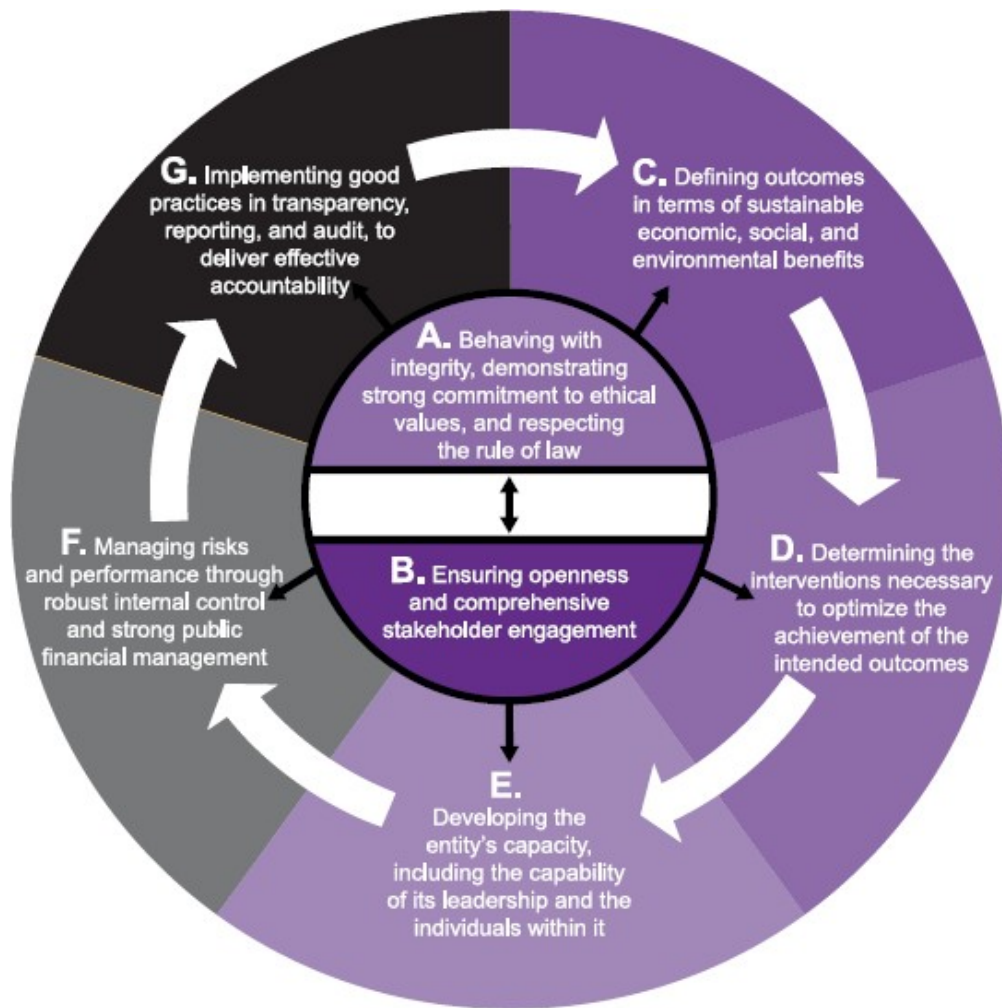 A. Behaving with
integrity, demonstrating
strong commitment to ethical
values, and respecting
the rule of law
B. Ensuring openness
and comprehensive
stakeholder engagement
C. Defining outcomes
in terms of sustainable
economic, social, and
environmental benefits
D. Determining the
interventions necessary
to optimize the
achievement of the
intended outcomes
E.
Developing the
entity's capacity,
including the capability
of its leadership and the
individuals within it
F. Managing risks
and performance through
robust internal control
and strong public
financial management
G. Implementing good
practices in transparency,
reporting, and audit, to
deliver effective
accountability